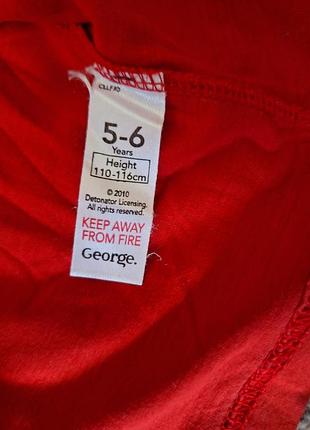 5-6
Years
Height
110-116cm
© 2010
Detonator Licensing.
All rights reserved.
KEEP AWAY
FROM FIRE
George.